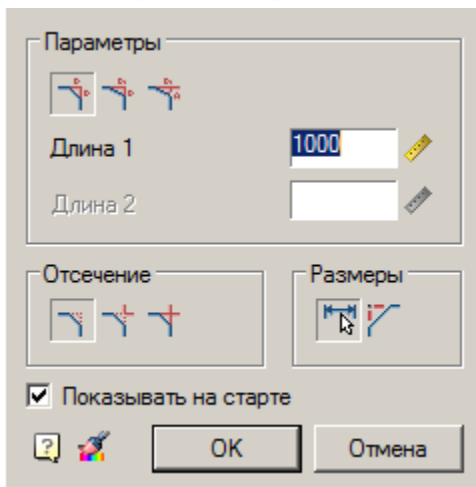 Параметры
Длина 1
1000
Длина 2
Отсечение
Размеры
Показывать на старте
OK
Отмена